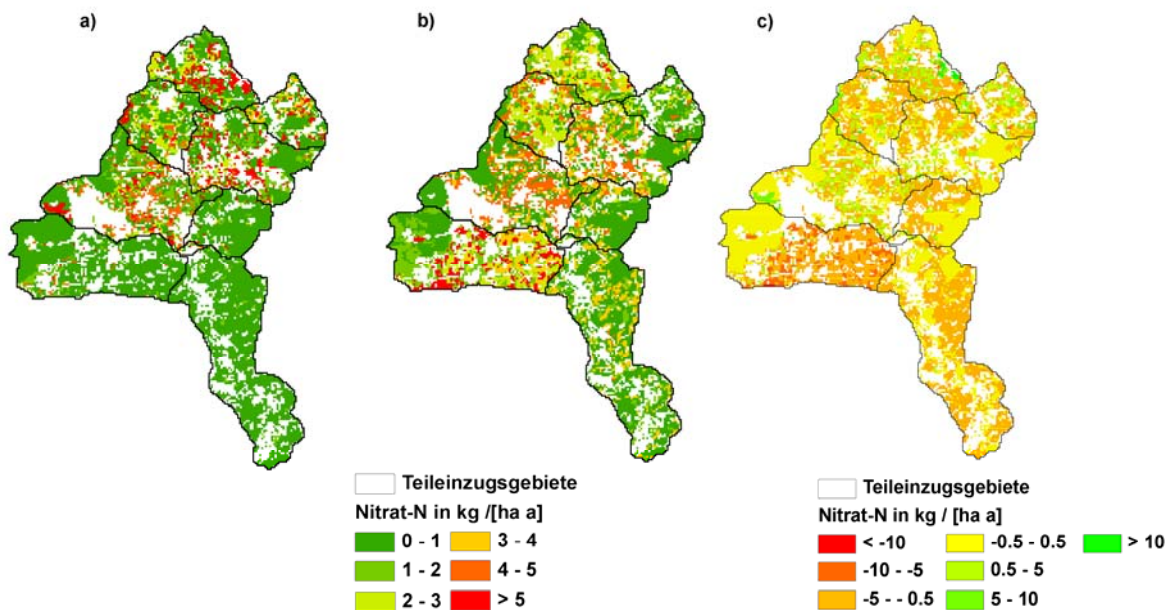 a) b) c)
Teileinzugsgebiete
Nitrat-N in kg /[ha a]
0 - 1 3 - 4
1 - 2 4 - 5
2 - 3 > 5
Teileinzugsgebiete
Nitrat-N in kg / [ha a]
< -10 -0.5 - 0.5 > 10
-10 - -5 0.5 - 5
-5 - - 0.5 5 - 10